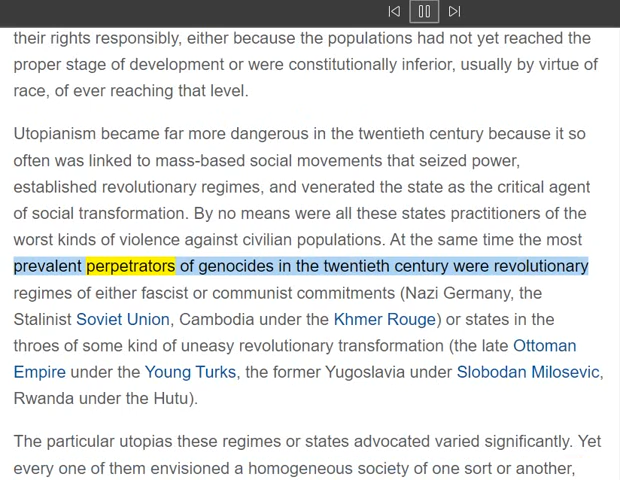 their rights responsibly, either because the populations had not yet reached the
proper stage of development or were constitutionally inferior, usually by virtue of
race, of ever reaching that level.
Utopianism became far more dangerous in the twentieth century because it so
often was linked to mass-based social movements that seized power,
established revolutionary regimes, and venerated the state as the critical agent
of social transformation. By no means were all these states practitioners of the
worst kinds of violence against civilian populations. At the same time the most
prevalent perpetrators of genocides in the twentieth century were revolutionary
regimes of either fascist or communist commitments (Nazi Germany, the
Stalinist Soviet Union, Cambodia under the Khmer Rouge) or states in the
throes of some kind of uneasy revolutionary transformation (the late Ottoman
Empire under the Young Turks, the former Yugoslavia under Slobodan Milosevic,
Rwanda under the Hutu).
The particular utopias these regimes or states advocated varied significantly. Yet
every one of them envisioned a homogeneous society of one sort or another,